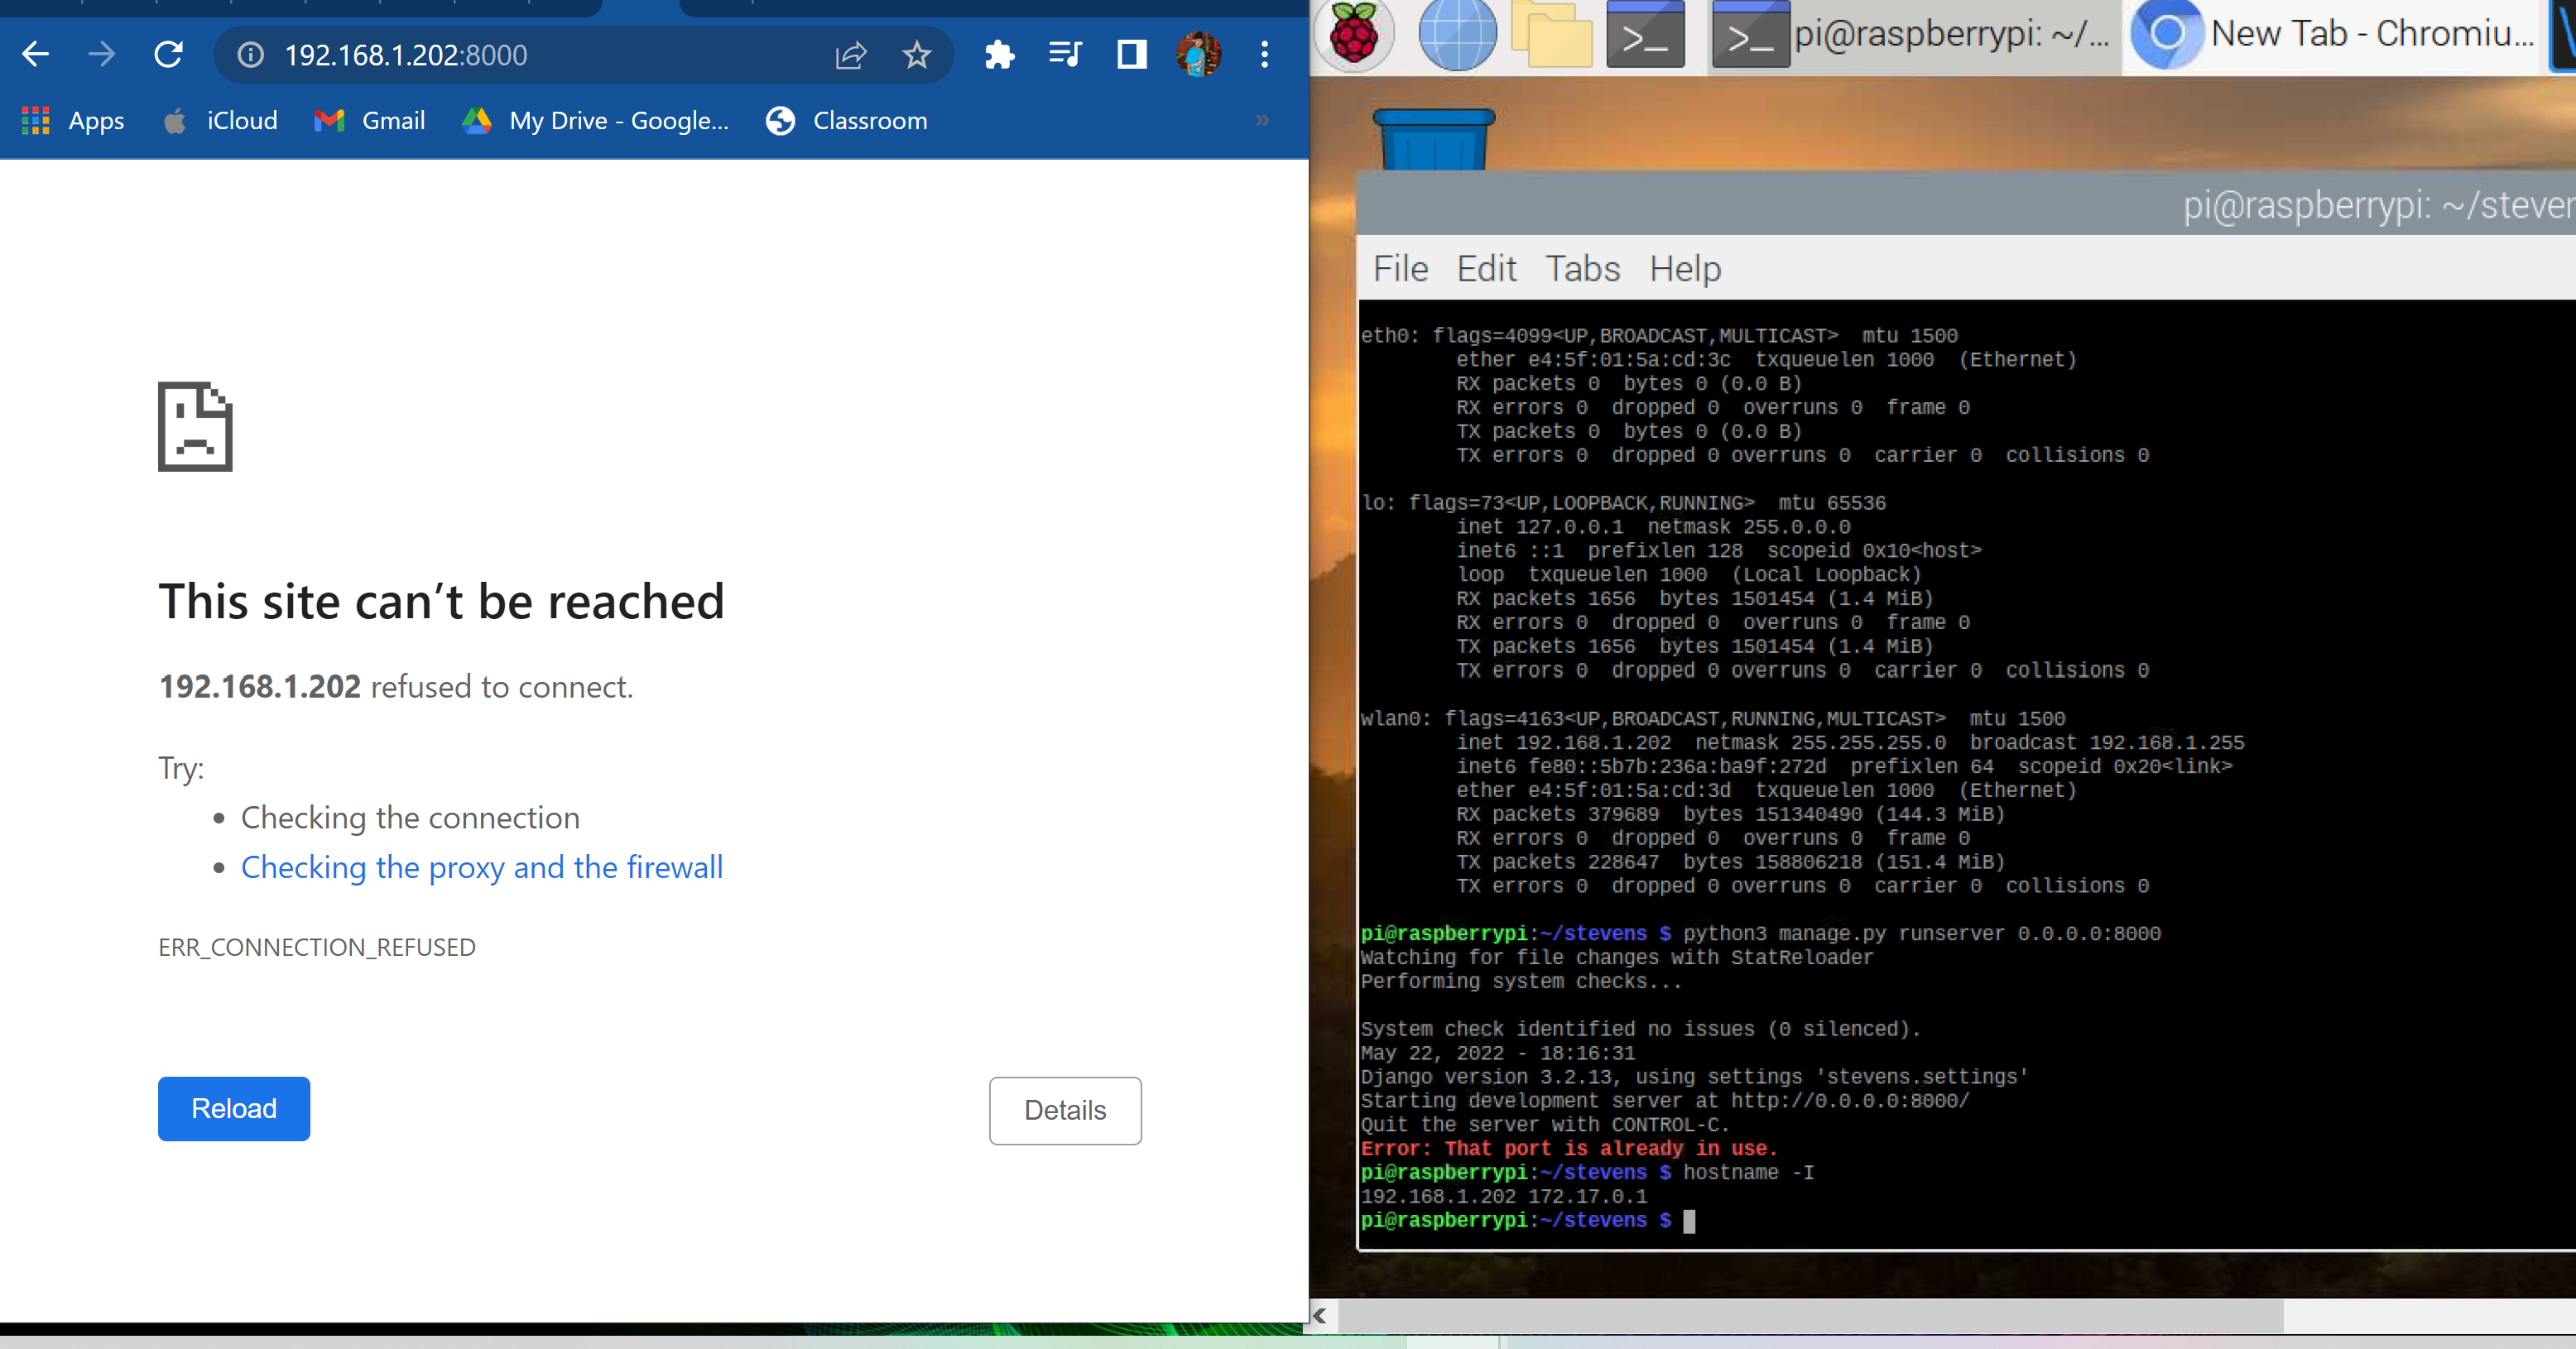 192.168.1.202:8000
Apps iCloud Gmail My Drive - Google... Classroom »
This site can’t be reached
192.168.1.202 refused to connect.
Try:
• Checking the connection
• Checking the proxy and the firewall
ERR_CONNECTION_REFUSED
Reload Details
pi@raspberrypi: ~/... New Tab - Chromiu...
pi@raspberrypi: ~/steven
File Edit Tabs Help
eth0: flags=4099<UP,BROADCAST,MULTICAST>  mtu 1500
ether e4:5f:01:5a:cd:3c  txqueuelen 1000  (Ethernet)
RX packets 0  bytes 0 (0.0 B)
RX errors 0  dropped 0  overruns 0  frame 0
TX packets 0  bytes 0 (0.0 B)
TX errors 0  dropped 0 overruns 0  carrier 0  collisions 0
lo: flags=73<UP,LOOPBACK,RUNNING>  mtu 65536
inet 127.0.0.1  netmask 255.0.0.0
inet6 ::1  prefixlen 128  scopeid 0x10<host>
loop  txqueuelen 1000  (Local Loopback)
RX packets 1656  bytes 1501454 (1.4 MiB)
RX errors 0  dropped 0  overruns 0  frame 0
TX packets 1656  bytes 1501454 (1.4 MiB)
TX errors 0  dropped 0 overruns 0  carrier 0  collisions 0
wlan0: flags=4163<UP,BROADCAST,RUNNING,MULTICAST>  mtu 1500
inet 192.168.1.202  netmask 255.255.255.0  broadcast 192.168.1.255
inet6 fe80::5b7b:236a:ba9f:272d  prefixlen 64  scopeid 0x20<link>
ether e4:5f:01:5a:cd:3d  txqueuelen 1000  (Ethernet)
RX packets 379689  bytes 151340490 (144.3 MiB)
RX errors 0  dropped 0  overruns 0  frame 0
TX packets 228647  bytes 158806218 (151.4 MiB)
TX errors 0  dropped 0 overruns 0  carrier 0  collisions 0
pi@raspberrypi:~/stevens $ python3 manage.py runserver 0.0.0.0:8000
Watching for file changes with StatReloader
Performing system checks...
System check identified no issues (0 silenced).
May 22, 2022 - 18:16:31
Django version 3.2.13, using settings 'stevens.settings'
Starting development server at http://0.0.0.0:8000/
Quit the server with CONTROL-C.
Error: That port is already in use.
pi@raspberrypi:~/stevens $ hostname -I
192.168.1.202 172.17.0.1
pi@raspberrypi:~/stevens $